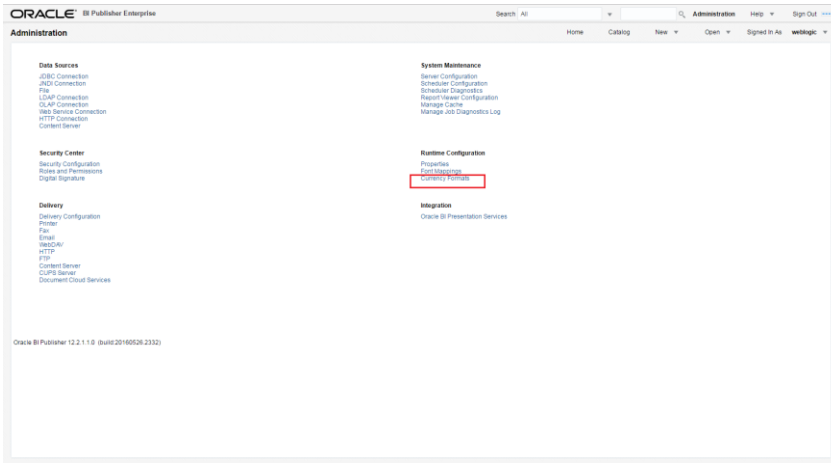 ORACLE BI Publisher Enterprise
Search All Administration Help Sign Out
Administration
Home Catalog New Open Signed In As weblogic
Data Sources
JDBC Connection
JNDI Connection
File
LDAP Connection
OLAP Connection
Web Service Connection
HTTP Connection
Content Server
System Maintenance
Server Configuration
Scheduler Configuration
Scheduler Diagnostics
Report Viewer Configuration
Manage Cache
Manage Job Diagnostics Log
Security Center
Security Configuration
Roles and Permissions
Digital Signature
Runtime Configuration
Properties
Font Mappings
Currency Formats
Delivery
Delivery Configuration
Printer
Fax
Email
WebDAV
HTTP
FTP
Content Server
CUPS Server
Document Cloud Services
Integration
Oracle BI Presentation Services
Oracle BI Publisher 12.2.1.1.0 (build:20160526.2332)